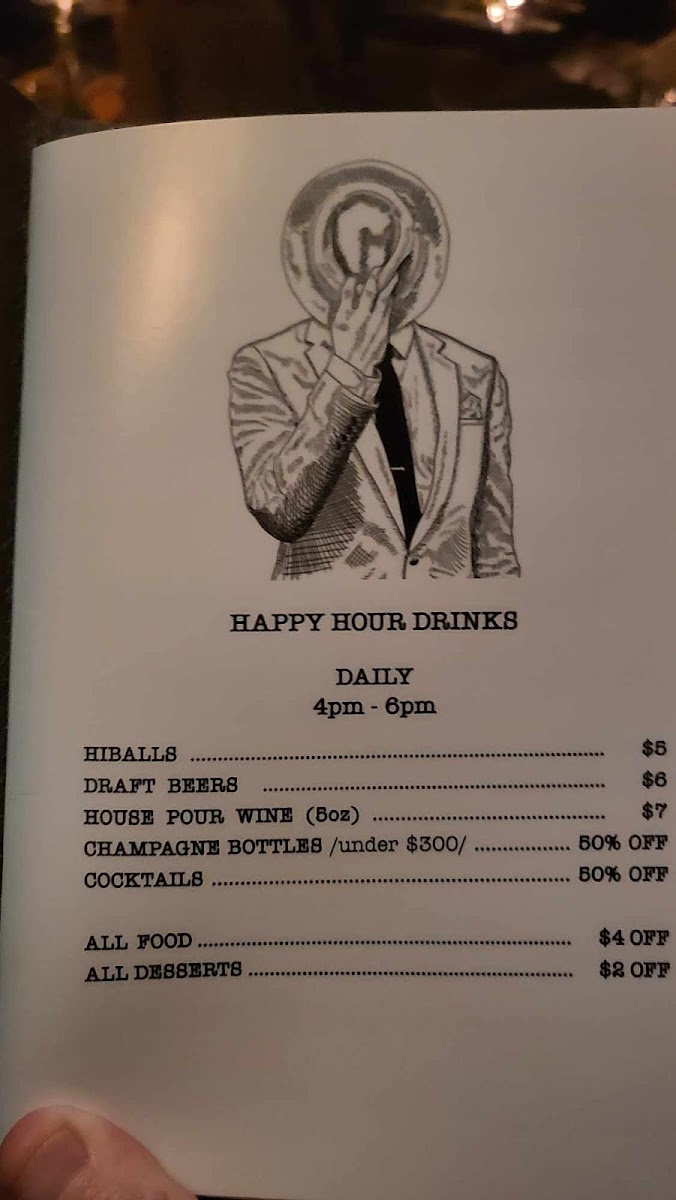 HAPPY HOUR DRINKS
DAILY
4pm - 6pm
HIBALLS ........................ $5
DRAFT BEERS ........................ $6
HOUSE POUR WINE (5oz) ........................ $7
CHAMPAGNE BOTTLES /under $300/ ........................ 50% OFF
COCKTAILS ........................ 50% OFF
ALL FOOD ........................ $4 OFF
ALL DESSERTS ........................ $2 OFF